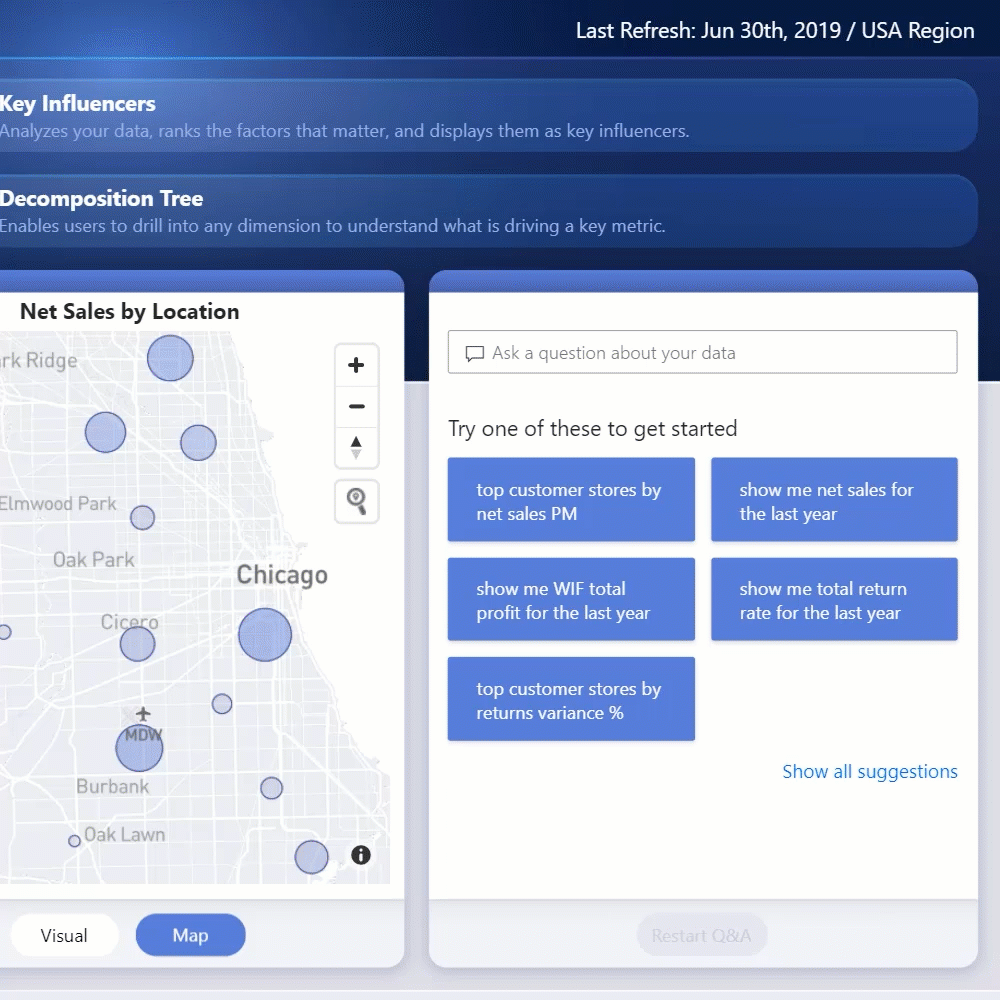 Last Refresh: Jun 30th, 2019 / USA Region
Key Influencers
Analyzes your data, ranks the factors that matter, and displays them as key influencers.
Decomposition Tree
Enables users to drill into any dimension to understand what is driving a key metric.
Net Sales by Location
rk Ridge
Elmwood Park
Oak Park
Chicago
Cicero
MDW
Burbank
Oak Lawn
Visual
Map
Ask a question about your data
Try one of these to get started
top customer stores by
net sales PM
show me net sales for
the last year
show me WIF total
profit for the last year
show me total return
rate for the last year
top customer stores by
returns variance %
Show all suggestions
Restart Q&A